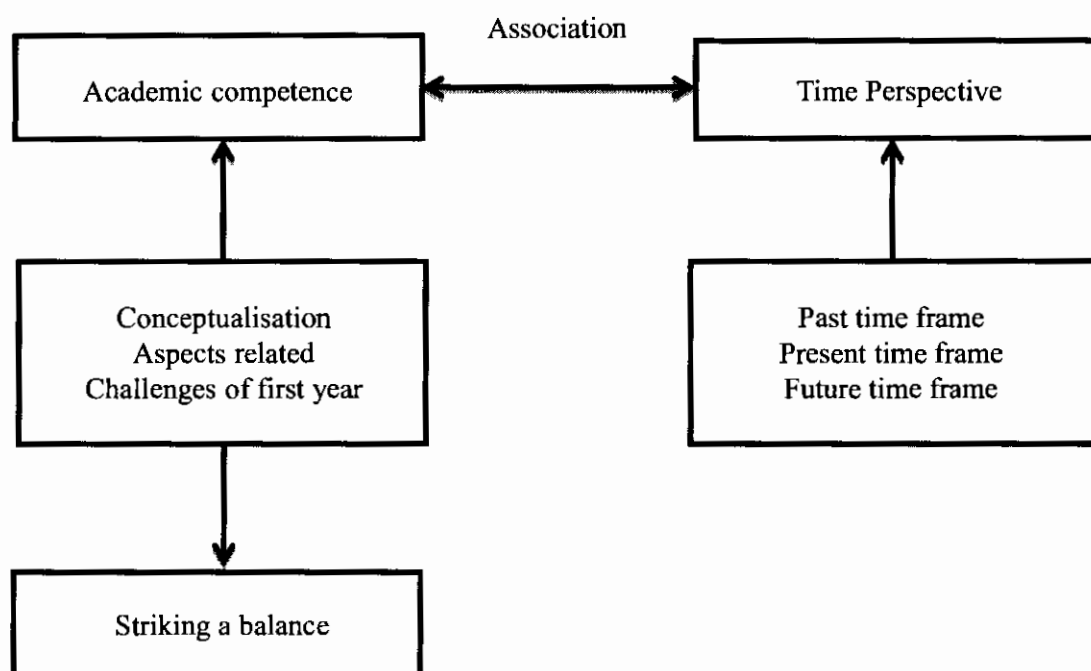 Association
Academic competence
Time Perspective
Conceptualisation
Aspects related
Challenges of first year
Past time frame
Present time frame
Future time frame
Striking a balance